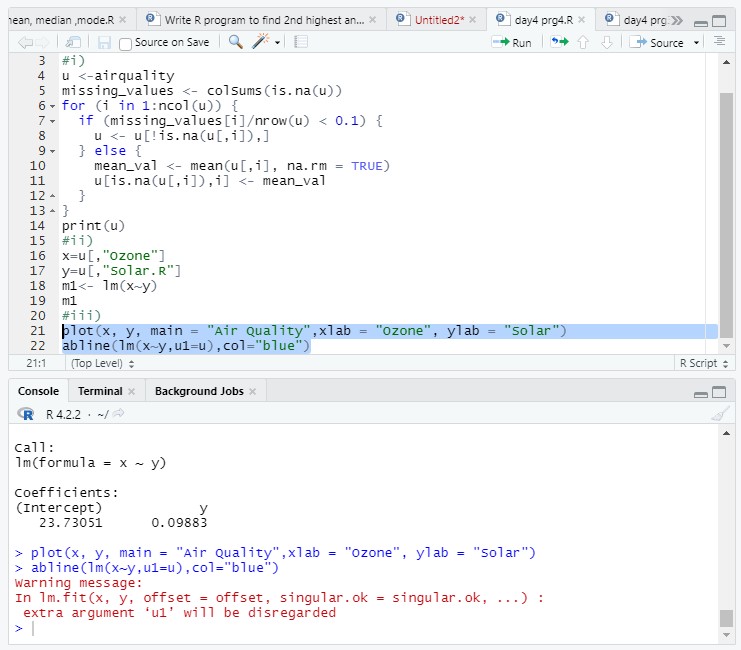 nean, median ,mode.R
Write R program to find 2nd highest an...
Untitled2*
day4 prg4.R
day4 prg
Source on Save
Run
Source
3 #i)
4 u <-airquality
5 missing_values <- colSums(is.na(u))
6 for (i in 1:ncol(u)) {
7 if (missing_values[i]/nrow(u) < 0.1) {
8 u <- u[!is.na(u[,i]),]
9 } else {
10 mean_val <- mean(u[,i], na.rm = TRUE)
11 u[is.na(u[,i]),i] <- mean_val
12 }
13 }
14 print(u)
15 #ii)
16 x=u[,"Ozone"]
17 y=u[,"Solar.R"]
18 m1<- lm(x~y)
19 m1
20 #iii)
21 plot(x, y, main = "Air Quality",xlab = "Ozone", ylab = "Solar")
22 abline(lm(x~y,u1=u),col="blue")
21:1 (Top Level) R Script
Console Terminal Background Jobs
R 4.2.2 · ~/
Call:
lm(formula = x ~ y)
Coefficients:
(Intercept) y
23.73051 0.09883
> plot(x, y, main = "Air Quality",xlab = "Ozone", ylab = "Solar")
> abline(lm(x~y,u1=u),col="blue")
Warning message:
In lm.fit(x, y, offset = offset, singular.ok = singular.ok, ...) :
extra argument ‘u1’ will be disregarded
>